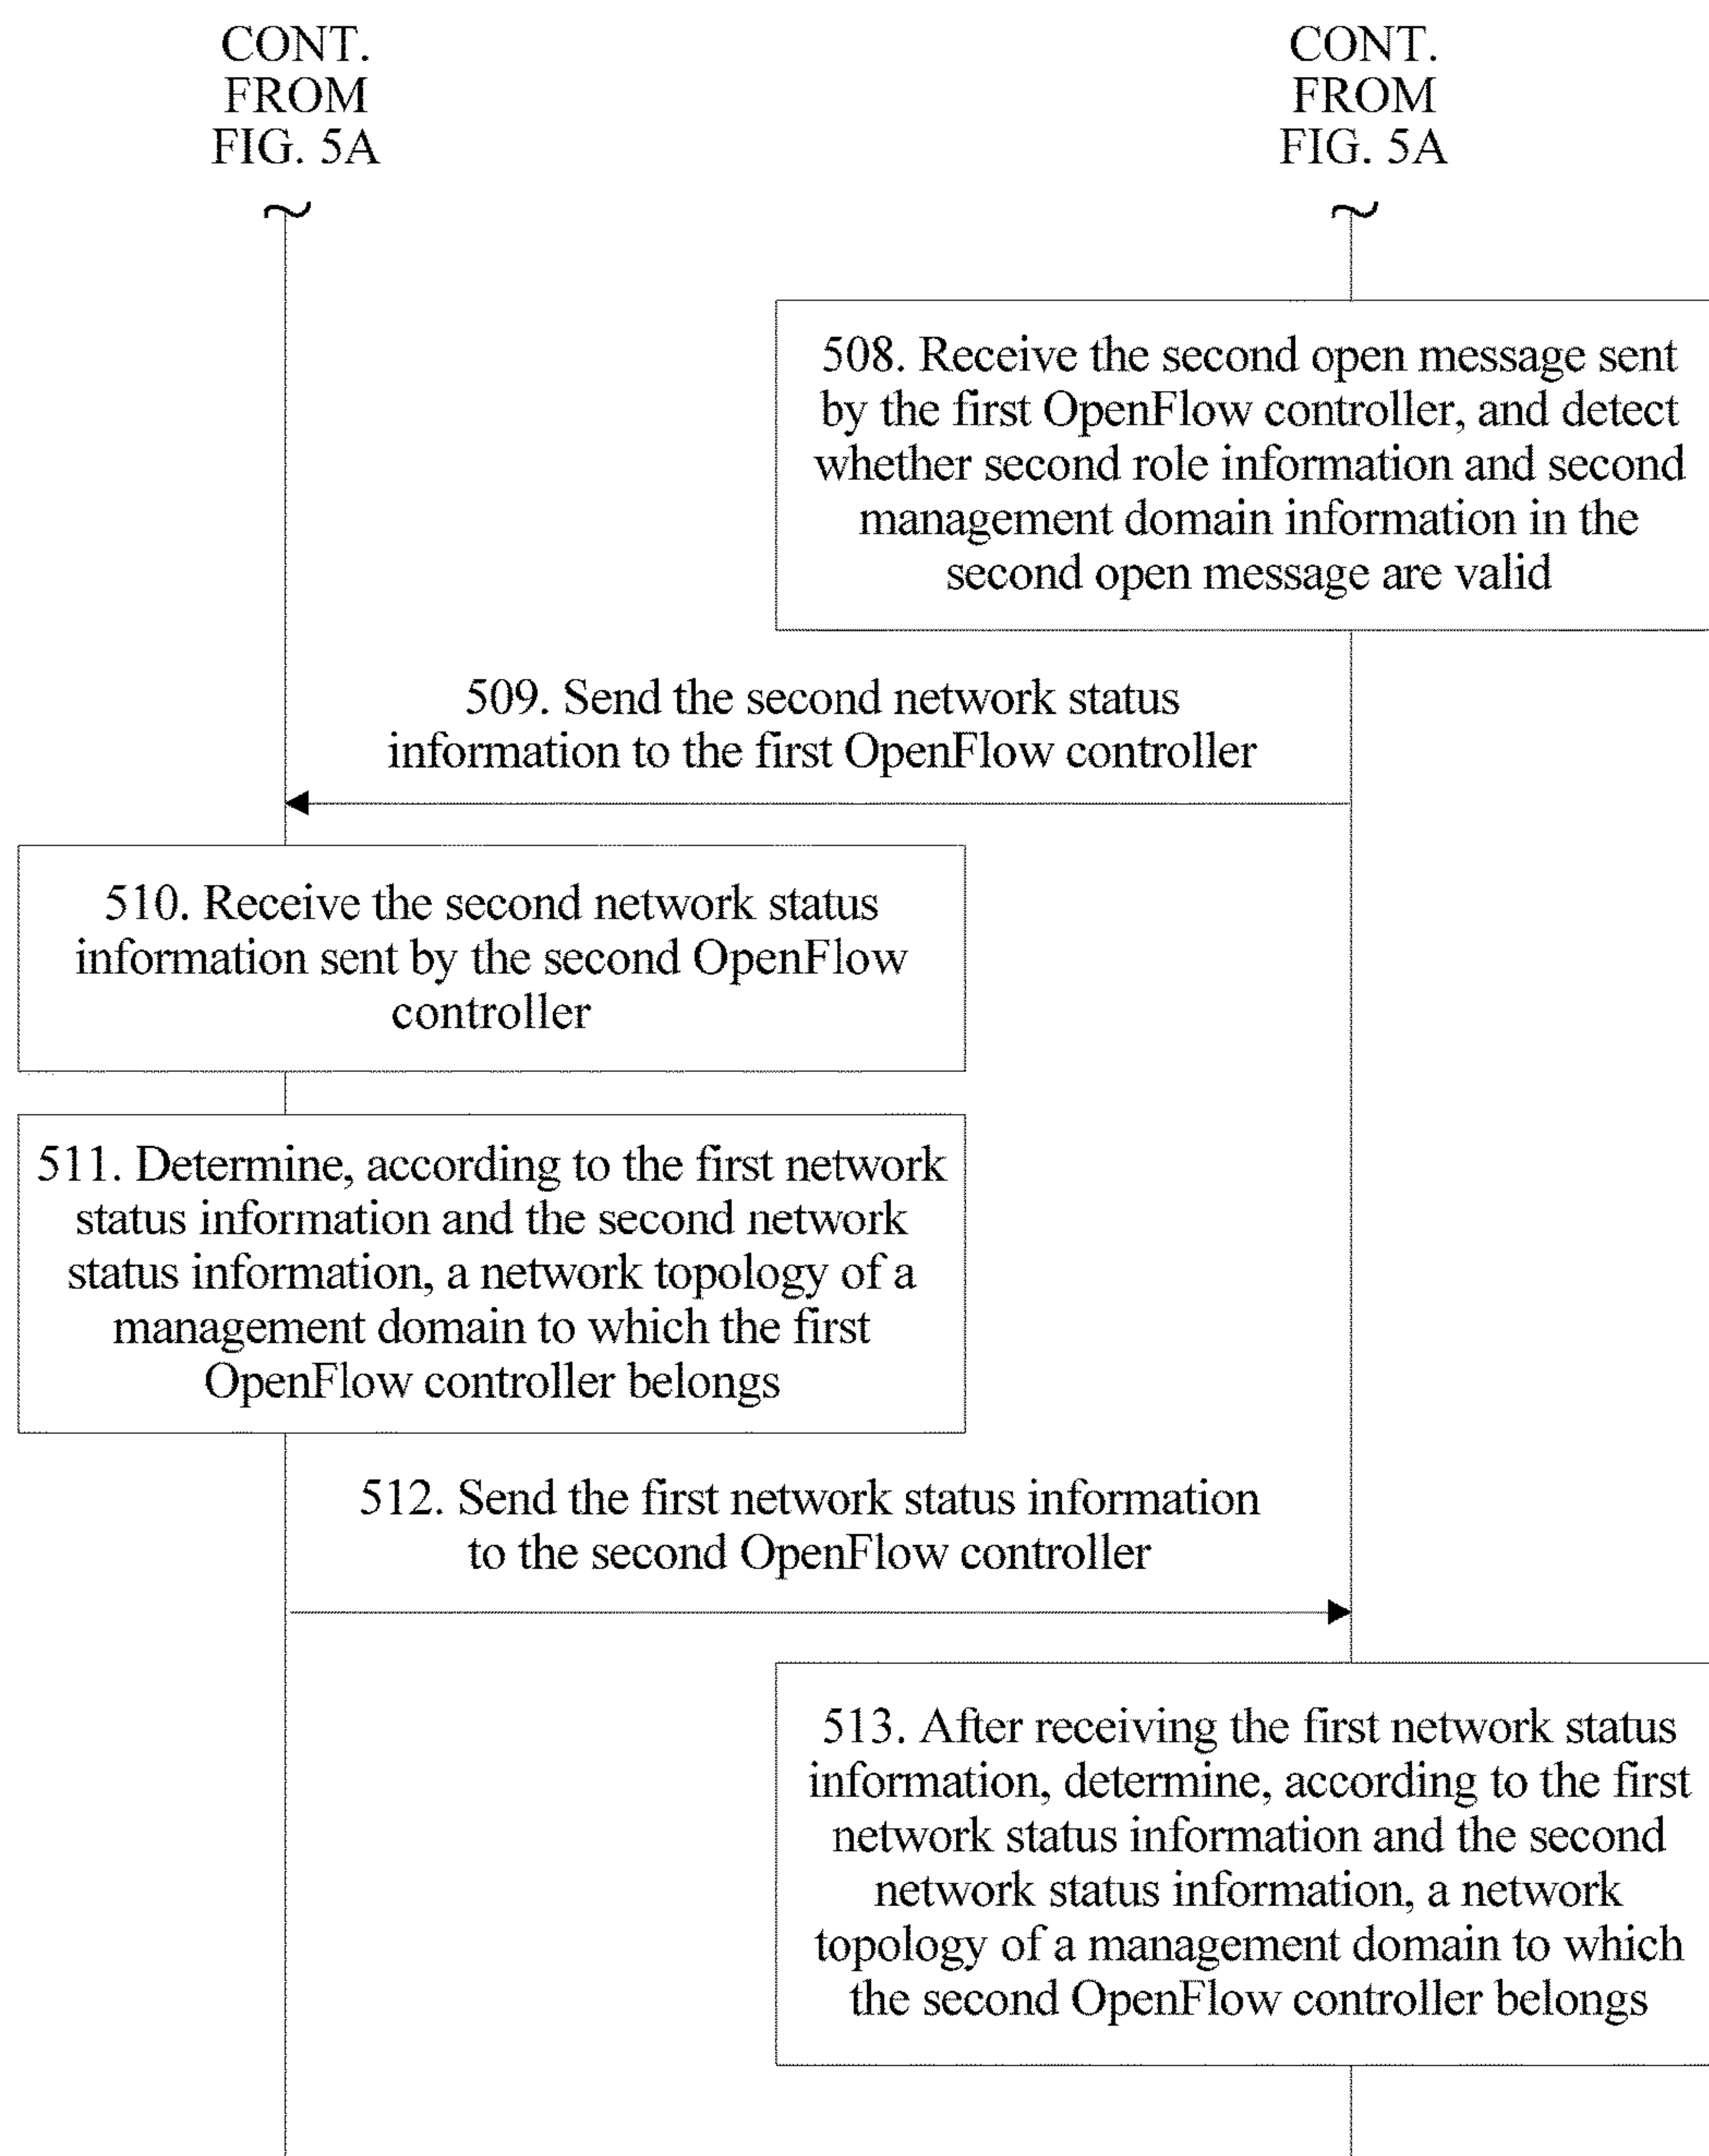 CONT.
FROM
FIG. 5A
CONT.
FROM
FIG. 5A
508. Receive the second open message sent
by the first OpenFlow controller, and detect
whether second role information and second
management domain information in the
second open message are valid
509. Send the second network status
information to the first OpenFlow controller
510. Receive the second network status
information sent by the second OpenFlow
controller
511. Determine, according to the first network
status information and the second network
status information, a network topology of a
management domain to which the first
OpenFlow controller belongs
512. Send the first network status information
to the second OpenFlow controller
513. After receiving the first network status
information, determine, according to the first
network status information and the second
network status information, a network
topology of a management domain to which
the second OpenFlow controller belongs